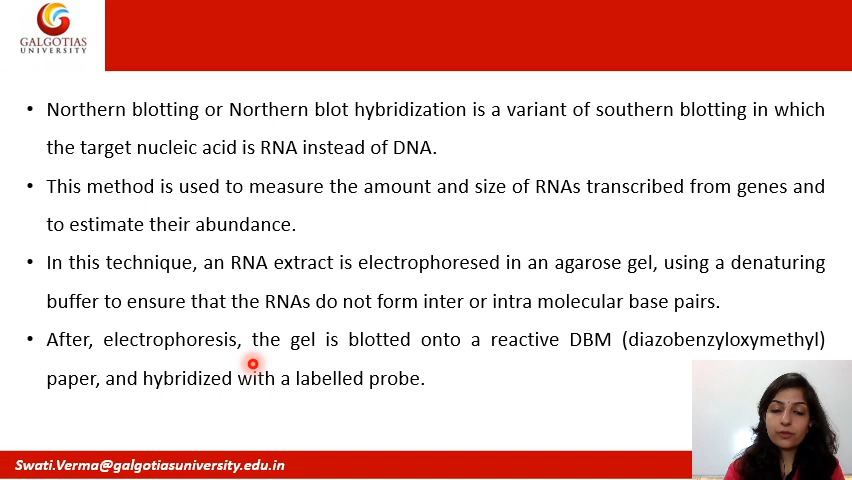 GALGOTIAS
UNIVERSITY
• Northern blotting or Northern blot hybridization is a variant of southern blotting in which
the target nucleic acid is RNA instead of DNA.
• This method is used to measure the amount and size of RNAs transcribed from genes and
to estimate their abundance.
• In this technique, an RNA extract is electrophoresed in an agarose gel, using a denaturing
buffer to ensure that the RNAs do not form inter or intra molecular base pairs.
• After, electrophoresis, the gel is blotted onto a reactive DBM (diazobenzyloxymethyl)
paper, and hybridized with a labelled probe.
Swati.Verma@galgotiasuniversity.edu.in